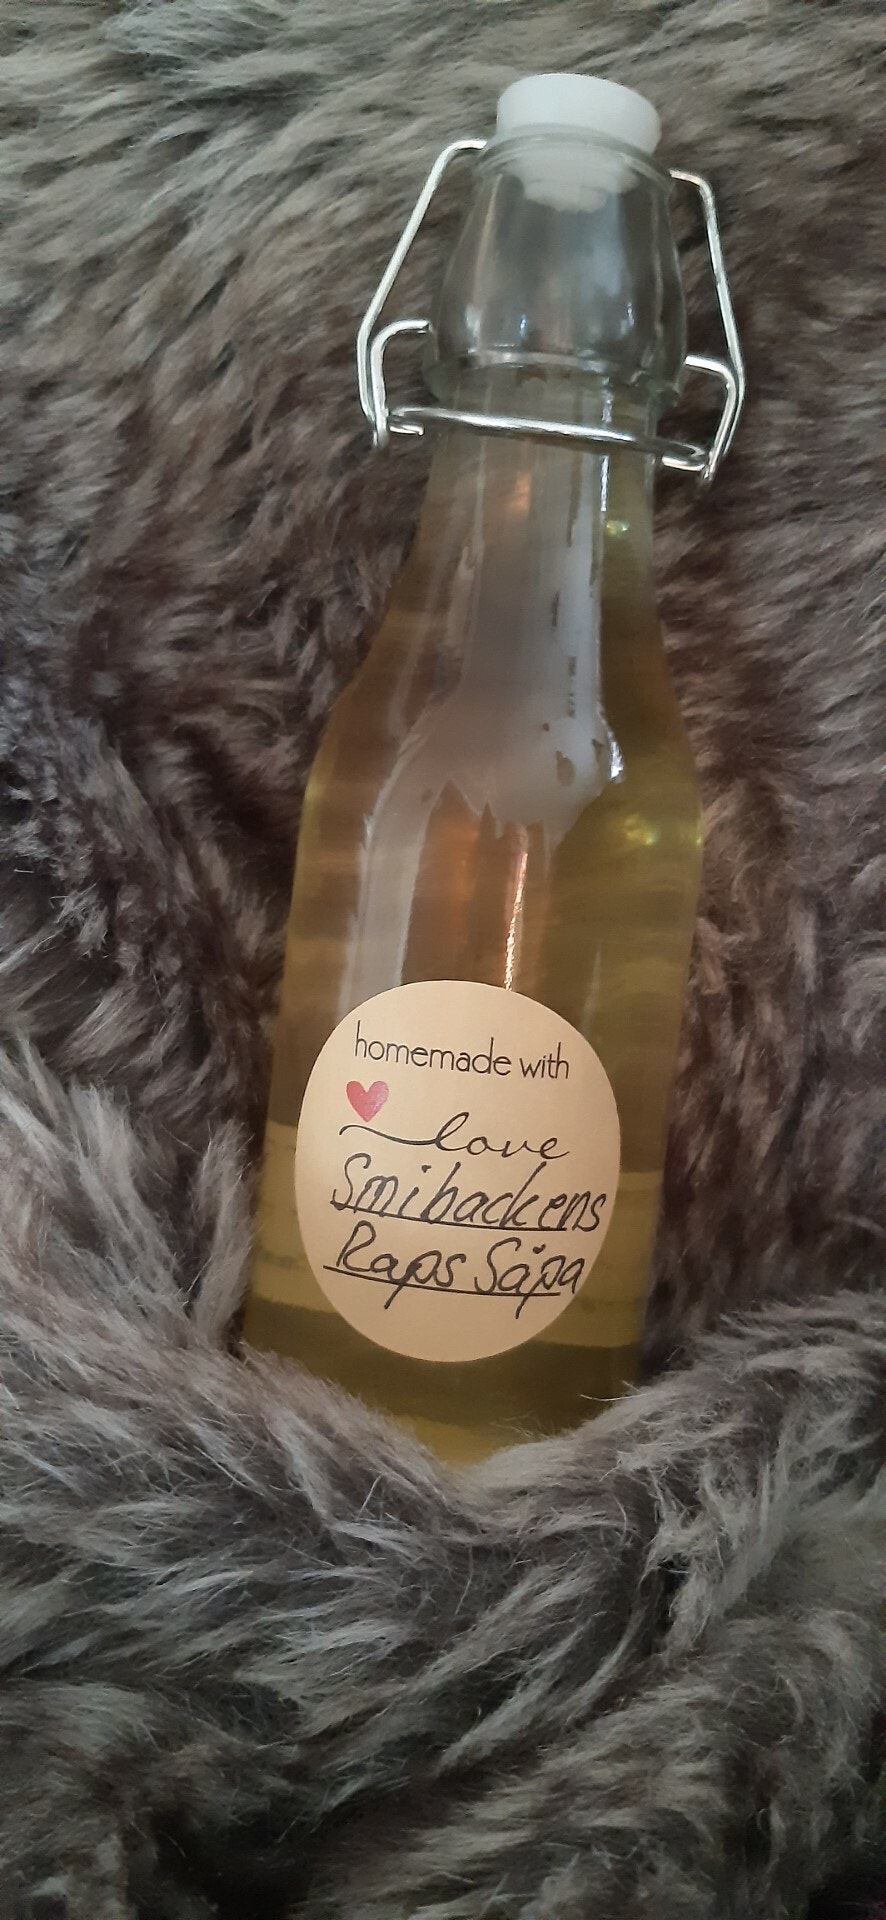 homemade with
love
Smibackens
Raps Såpa